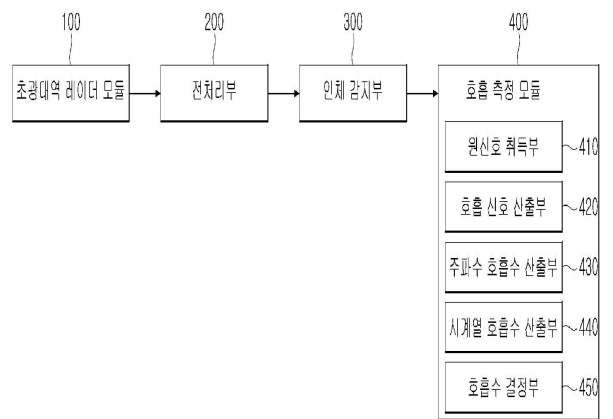 100 200 300 400
초광대역 레이더 모듈 전처리부 인체 감지부 호흡 측정 모듈
원신호 취득부 410
호흡 신호 산출부 420
주파수 호흡수 산출부 430
시계열 호흡수 산출부 440
호흡수 결정부 450